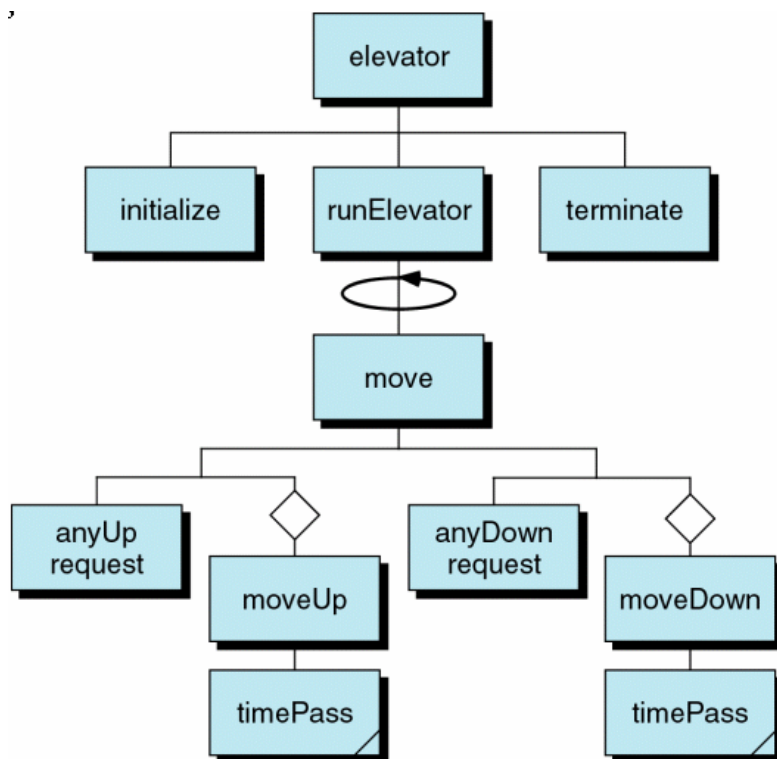 ,
elevator
initialize
runElevator
terminate
move
anyUp
request
anyDown
request
moveUp
moveDown
timePass
timePass